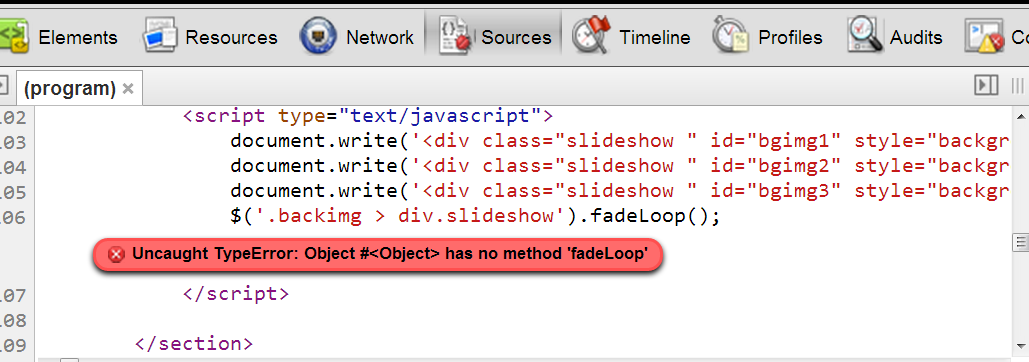 Elements Resources Network Sources Timeline Profiles Audits
(program) ×
02 <script type="text/javascript">
03 document.write('<div class="slideshow " id="bgimg1" style="backgr
04 document.write('<div class="slideshow " id="bgimg2" style="backgr
05 document.write('<div class="slideshow " id="bgimg3" style="backgr
06 $('.backimg > div.slideshow').fadeLoop();
Uncaught TypeError: Object #<Object> has no method 'fadeLoop'
07 </script>
08
09 </section>